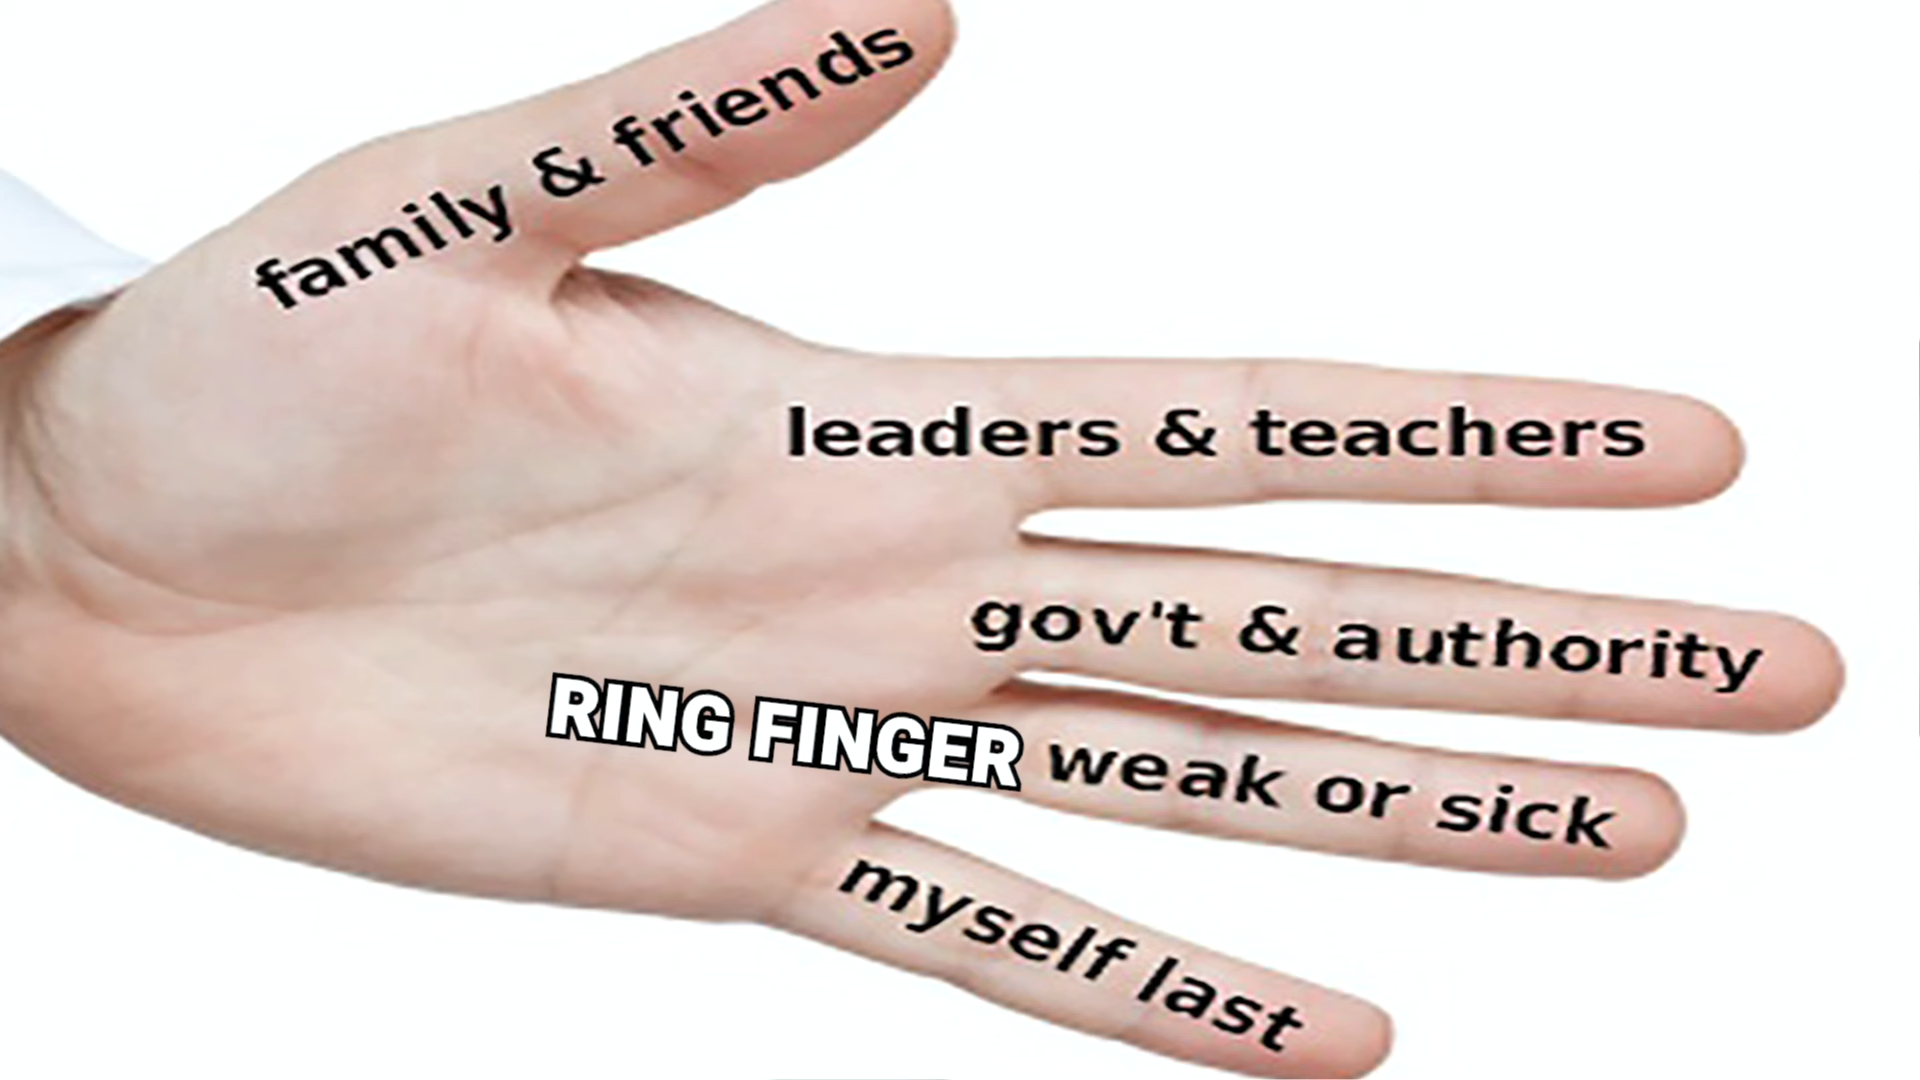 family & friends
leaders & teachers
gov't & authority
RING FINGER weak or sick
myself last